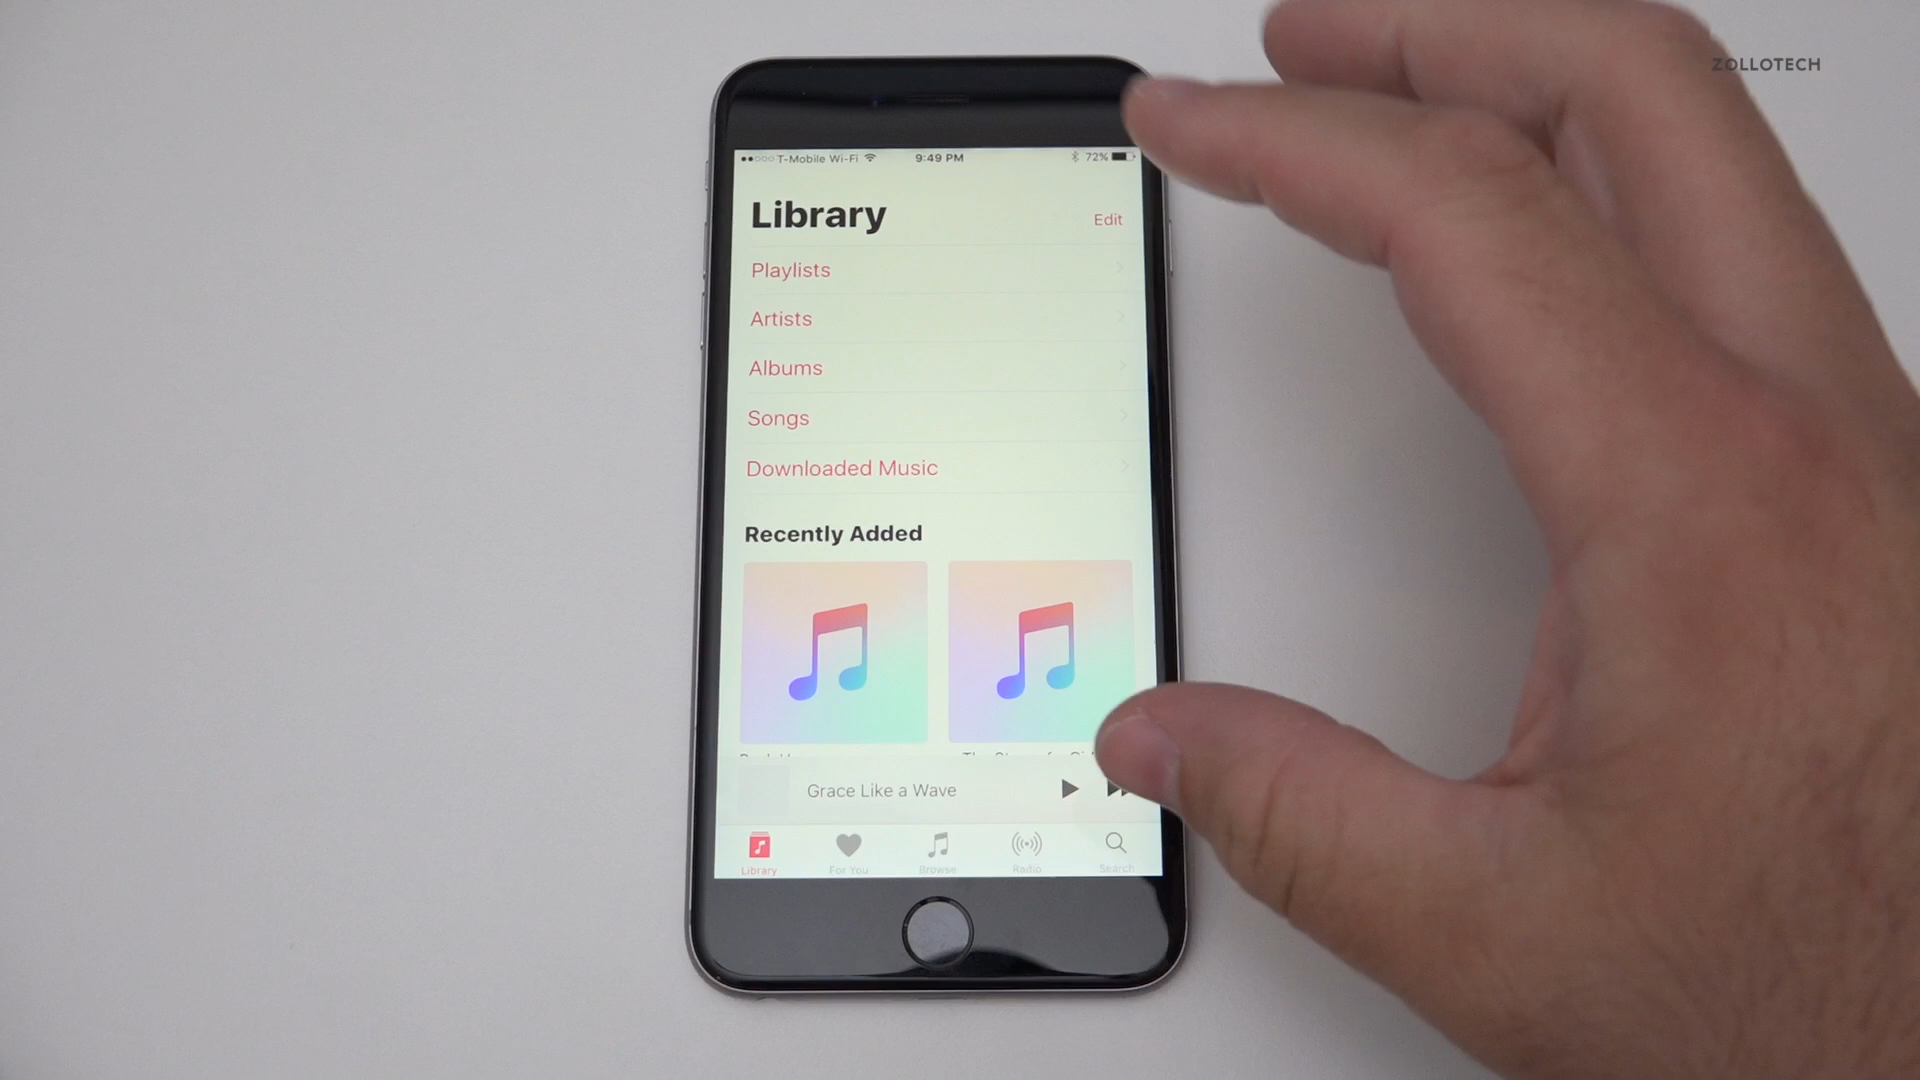 ZOLLOTECH
T-Mobile Wi-Fi 9:49 PM 72%
Library Edit
Playlists
Artists
Albums
Songs
Downloaded Music
Recently Added
Grace Like a Wave
Library For You Browse Radio Search